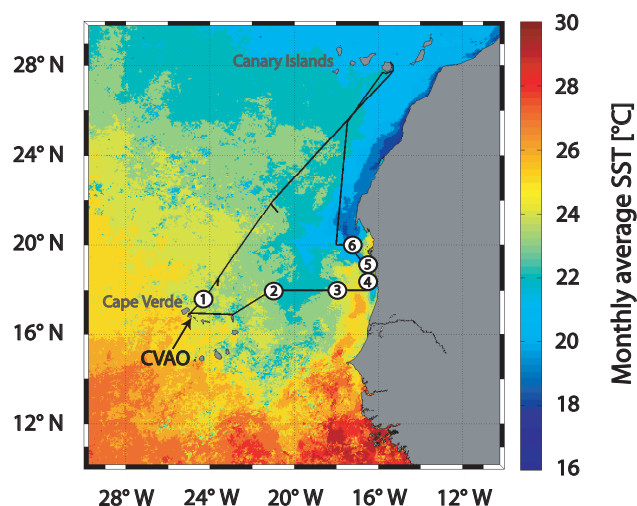 30
28
26
24
22
20
18
16
Monthly average SST [°C]
28° N
24° N
20° N
16° N
12° N
Canary Islands
6
5
4
3
2
1
Cape Verde
CVAO
28° W
24° W
20° W
16° W
12° W